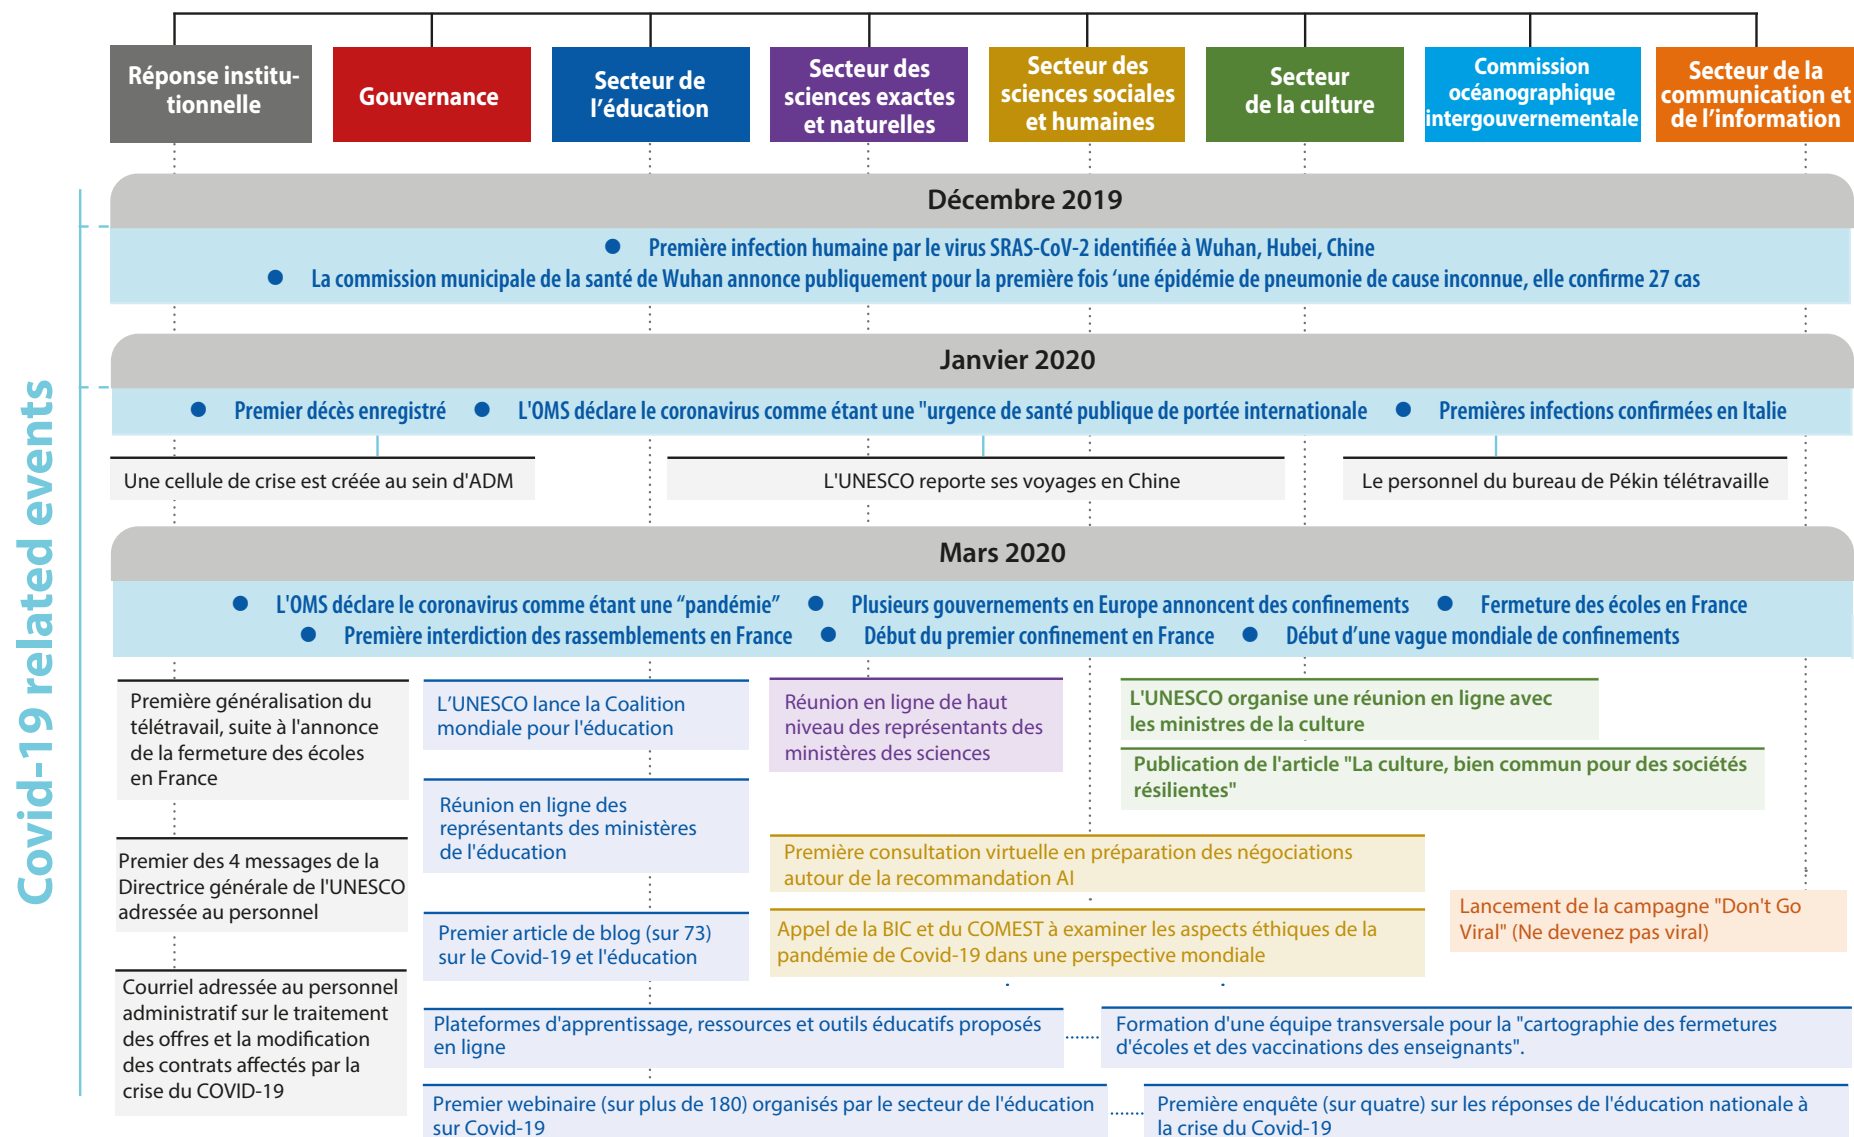 Réponse institu-
tionnelle
Gouvernance
Secteur de
l'éducation
Secteur des
sciences exactes
et naturelles
Secteur des
sciences sociales
et humaines
Secteur
de la culture
Commission
océanographique
intergouvernementale
Secteur de la
communication et
de l'information
Covid-19 related events
Décembre 2019
● Première infection humaine par le virus SRAS-CoV-2 identifiée à Wuhan, Hubei, Chine
● La commission municipale de la santé de Wuhan annonce publiquement pour la première fois ‘une épidémie de pneumonie de cause inconnue, elle confirme 27 cas
Janvier 2020
● Premier décès enregistré ● L'OMS déclare le coronavirus comme étant une "urgence de santé publique de portée internationale ● Premières infections confirmées en Italie
Une cellule de crise est créée au sein d'ADM
L'UNESCO reporte ses voyages en Chine
Le personnel du bureau de Pékin télétravaille
Mars 2020
● L'OMS déclare le coronavirus comme étant une “pandémie” ● Plusieurs gouvernements en Europe annoncent des confinements ● Fermeture des écoles en France
● Première interdiction des rassemblements en France ● Début du premier confinement en France ● Début d’une vague mondiale de confinements
Première généralisation du
télétravail, suite à l'annonce
de la fermeture des écoles
en France
Premier des 4 messages de la
Directrice générale de l'UNESCO
adressée au personnel
Courriel adressée au personnel
administratif sur le traitement
des offres et la modification
des contrats affectés par la
crise du COVID-19
L’UNESCO lance la Coalition
mondiale pour l'éducation
Réunion en ligne des
représentants des ministères
de l'éducation
Premier article de blog (sur 73)
sur le Covid-19 et l'éducation
Réunion en ligne de haut
niveau des représentants des
ministères des sciences
L'UNESCO organise une réunion en ligne avec
les ministres de la culture
Publication de l'article "La culture, bien commun pour des sociétés
résilientes"
Première consultation virtuelle en préparation des négociations
autour de la recommandation AI
Appel de la BIC et du COMEST à examiner les aspects éthiques de la
pandémie de Covid-19 dans une perspective mondiale
Lancement de la campagne "Don't Go
Viral" (Ne devenez pas viral)
Plateformes d'apprentissage, ressources et outils éducatifs proposés
en ligne
Formation d'une équipe transversale pour la "cartographie des fermetures
d'écoles et des vaccinations des enseignants".
Premier webinaire (sur plus de 180) organisés par le secteur de l'éducation
sur Covid-19
Première enquête (sur quatre) sur les réponses de l'éducation nationale à
la crise du Covid-19